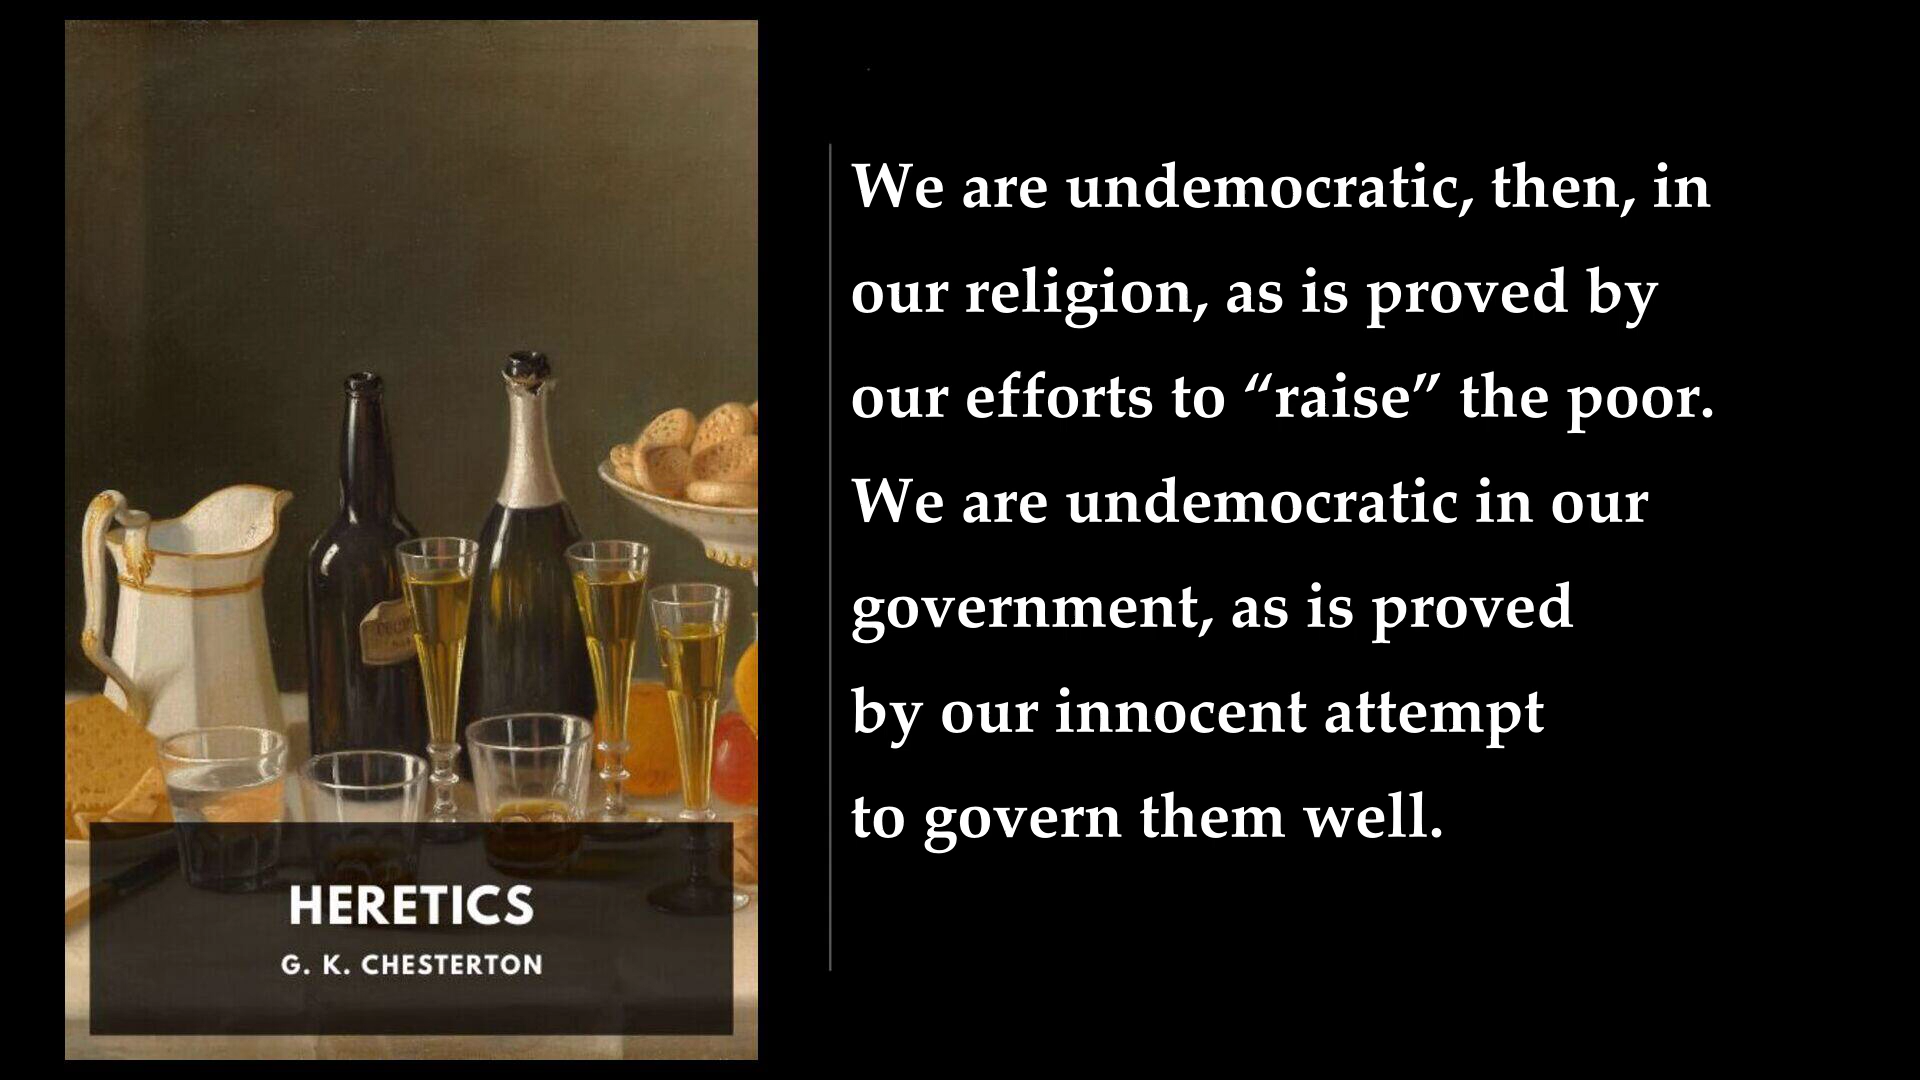 We are undemocratic, then, in
our religion, as is proved by
our efforts to “raise” the poor.
We are undemocratic in our
government, as is proved
by our innocent attempt
to govern them well.
HERETICS
G. K. CHESTERTON